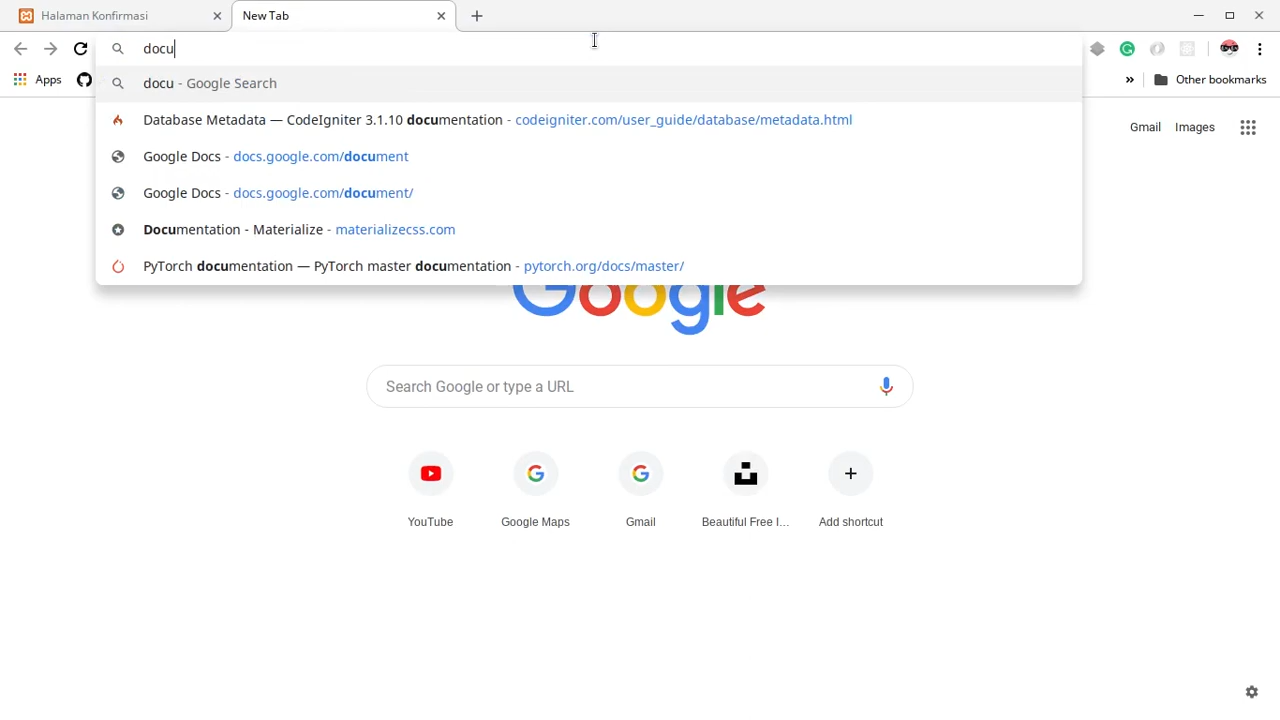 Halaman Konfirmasi
New Tab
docu
docu - Google Search
Database Metadata — CodeIgniter 3.1.10 documentation - codeigniter.com/user_guide/database/metadata.html
Google Docs - docs.google.com/document
Google Docs - docs.google.com/document/
Documentation - Materialize - materializecss.com
PyTorch documentation — PyTorch master documentation - pytorch.org/docs/master/
Apps
» Other bookmarks
Gmail Images
Google
Search Google or type a URL
YouTube
Google Maps
Gmail
Beautiful Free I...
Add shortcut